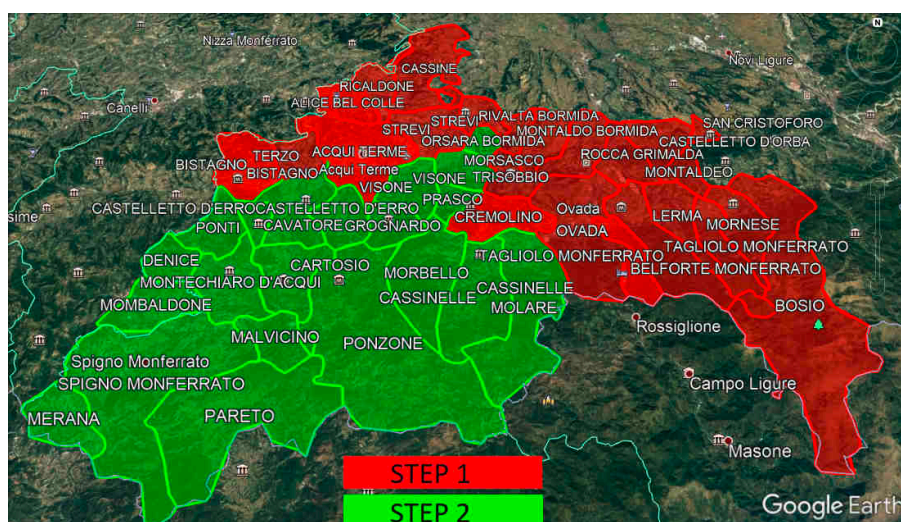 N
Nizza Monferrato
Novi Ligure
CASSINE
RICALDONE
Canelli
ALICE BEL COLLE
STREVI
RIVALTA BORMIDA
SAN CRISTOFORO
STREVI
MONTALDO BORMIDA
ORSARA BORMIDA
CASTELLETTO D'ORBA
TERZO
ACQUI TERME
MORSASCO
ROCCA GRIMALDA
BISTAGNO
Acqui Terme
BISTAGNO
VISONE
TRISOBBIO
MONTALDEO
VISONE
PRASCO
CASTELLETTO D'ERRO
CASTELLETTO D'ERRO
Ovada
LERMA
sime
CREMOLINO
MORNESE
PONTI
CAVATORE
GROGNARDO
OVADA
TAGLIOLO MONFERRATO
DENICE
CARTOSIO
TAGLIOLO MONFERRATO
MORBELLO
BELFORTE MONFERRATO
MONTECHIARO D'ACQUI
CASSINELLE
CASSINELLE
MOMBALDONE
MOLARE
BOSIO
MALVICINO
PONZONE
Rossiglione
Spigno Monferrato
SPIGNO MONFERRATO
Campo Ligure
MERANA
PARETO
Masone
STEP 1
STEP 2
Google Earth